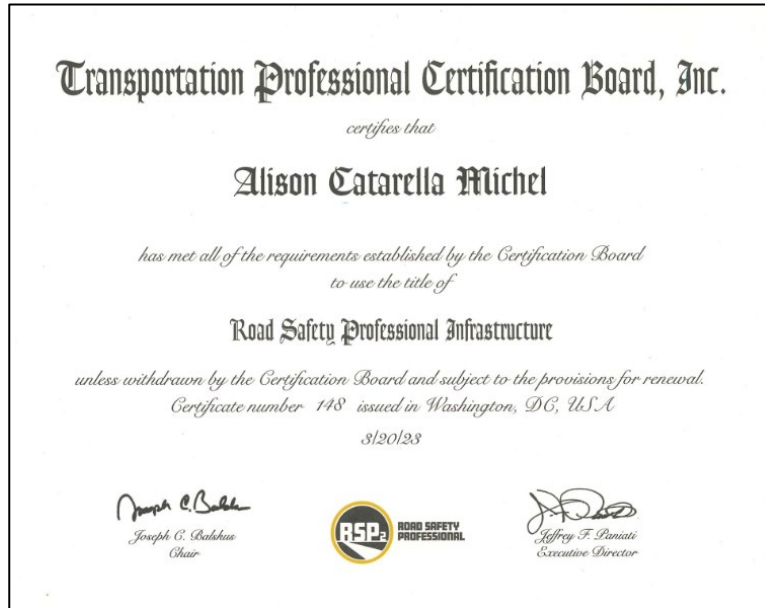 Transportation Professional Certification Board, Inc.
certifies that
Alison Catarella Michel
has met all of the requirements established by the Certification Board
to use the title of
Road Safety Professional Infrastructure
unless withdrawn by the Certification Board and subject to the provisions for renewal.
Certificate number 148 issued in Washington, DC, USA
3/20/23
Joseph C. Balskus
Joseph C. Balskus
Chair
RSP2
ROAD SAFETY
PROFESSIONAL
Jeffrey F. Paniati
Executive Director